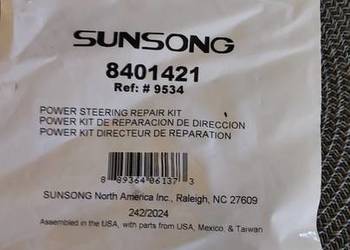 SUNSONG
8401421
Ref: # 9534
POWER STEERING REPAIR KIT
POWER KIT DE REPARACION DE DIRECCION
POWER KIT DIRECTEUR DE REPARATION
8 89364 06137 3
SUNSONG North America Inc., Raleigh, NC 27609
242/2024
Assembled in the USA, with parts from USA, Mexico, & Taiwan